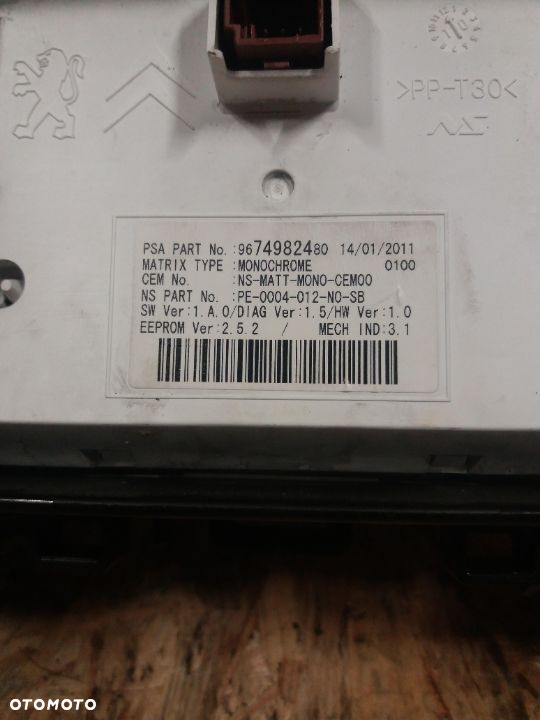 >PP-T30<
PSA PART No. :9674982480 14/01/2011
MATRIX TYPE :MONOCHROME 0100
CEM No. :NS-MATT-MONO-CEM00
NS PART No. :PE-0004-012-N0-SB
SW Ver:1.A.0/DIAG Ver:1.5/HW Ver:1.0
EEPROM Ver:2.5.2 / MECH IND:3.1
OTOMOTO